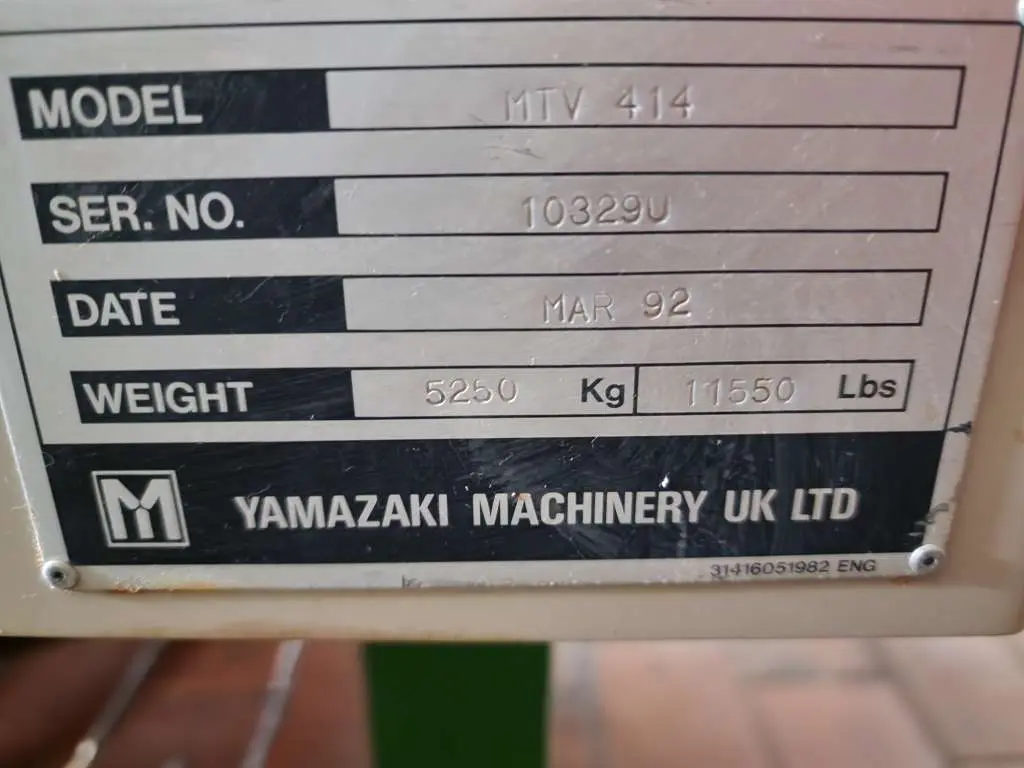 MODEL MTV 414
SER. NO. 10329U
DATE MAR 92
WEIGHT 5250 Kg 11550 Lbs
M YAMAZAKI MACHINERY UK LTD
31416051982 ENG